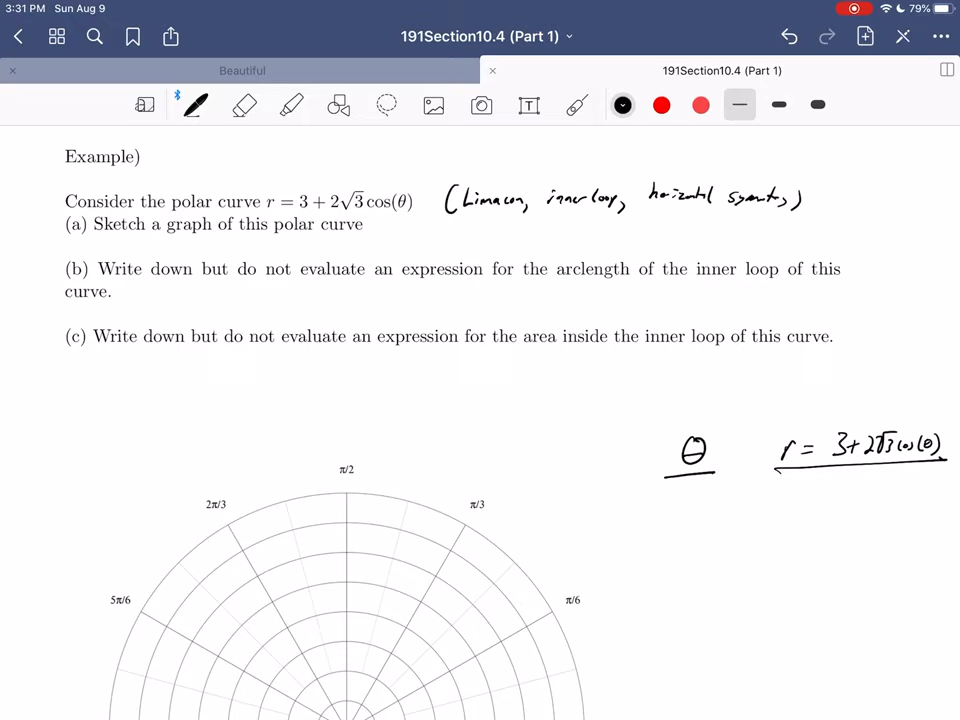 3:31 PM Sun Aug 9
79%
191Section10.4 (Part 1)
Beautiful
191Section10.4 (Part 1)
T
Example)
Consider the polar curve r = 3 + 2√3 cos(θ) (Limacon, inner loop, horizontal symmetry)
(a) Sketch a graph of this polar curve
(b) Write down but do not evaluate an expression for the arclength of the inner loop of this
curve.
(c) Write down but do not evaluate an expression for the area inside the inner loop of this curve.
θ r = 3+2√3 cos(θ)
π/2
2π/3 π/3
5π/6 π/6